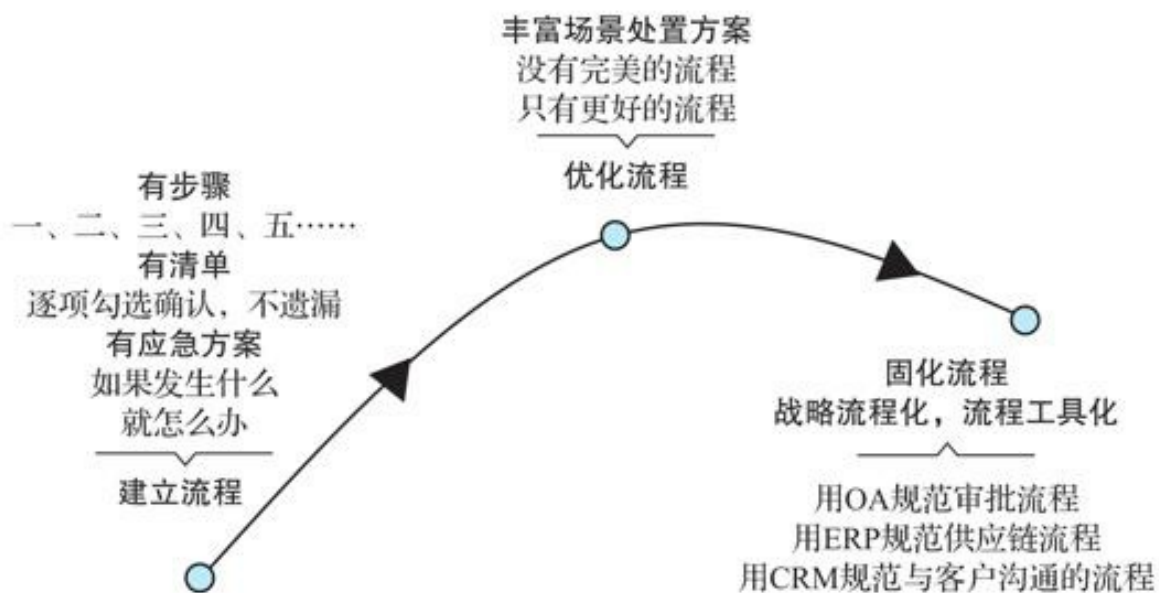 有步骤
一、二、三、四、五……
有清单
逐项勾选确认，不遗漏
有应急方案
如果发生什么
就怎么办
建立流程
丰富场景处置方案
没有完美的流程
只有更好的流程
优化流程
固化流程
战略流程化，流程工具化
用OA规范审批流程
用ERP规范供应链流程
用CRM规范与客户沟通的流程